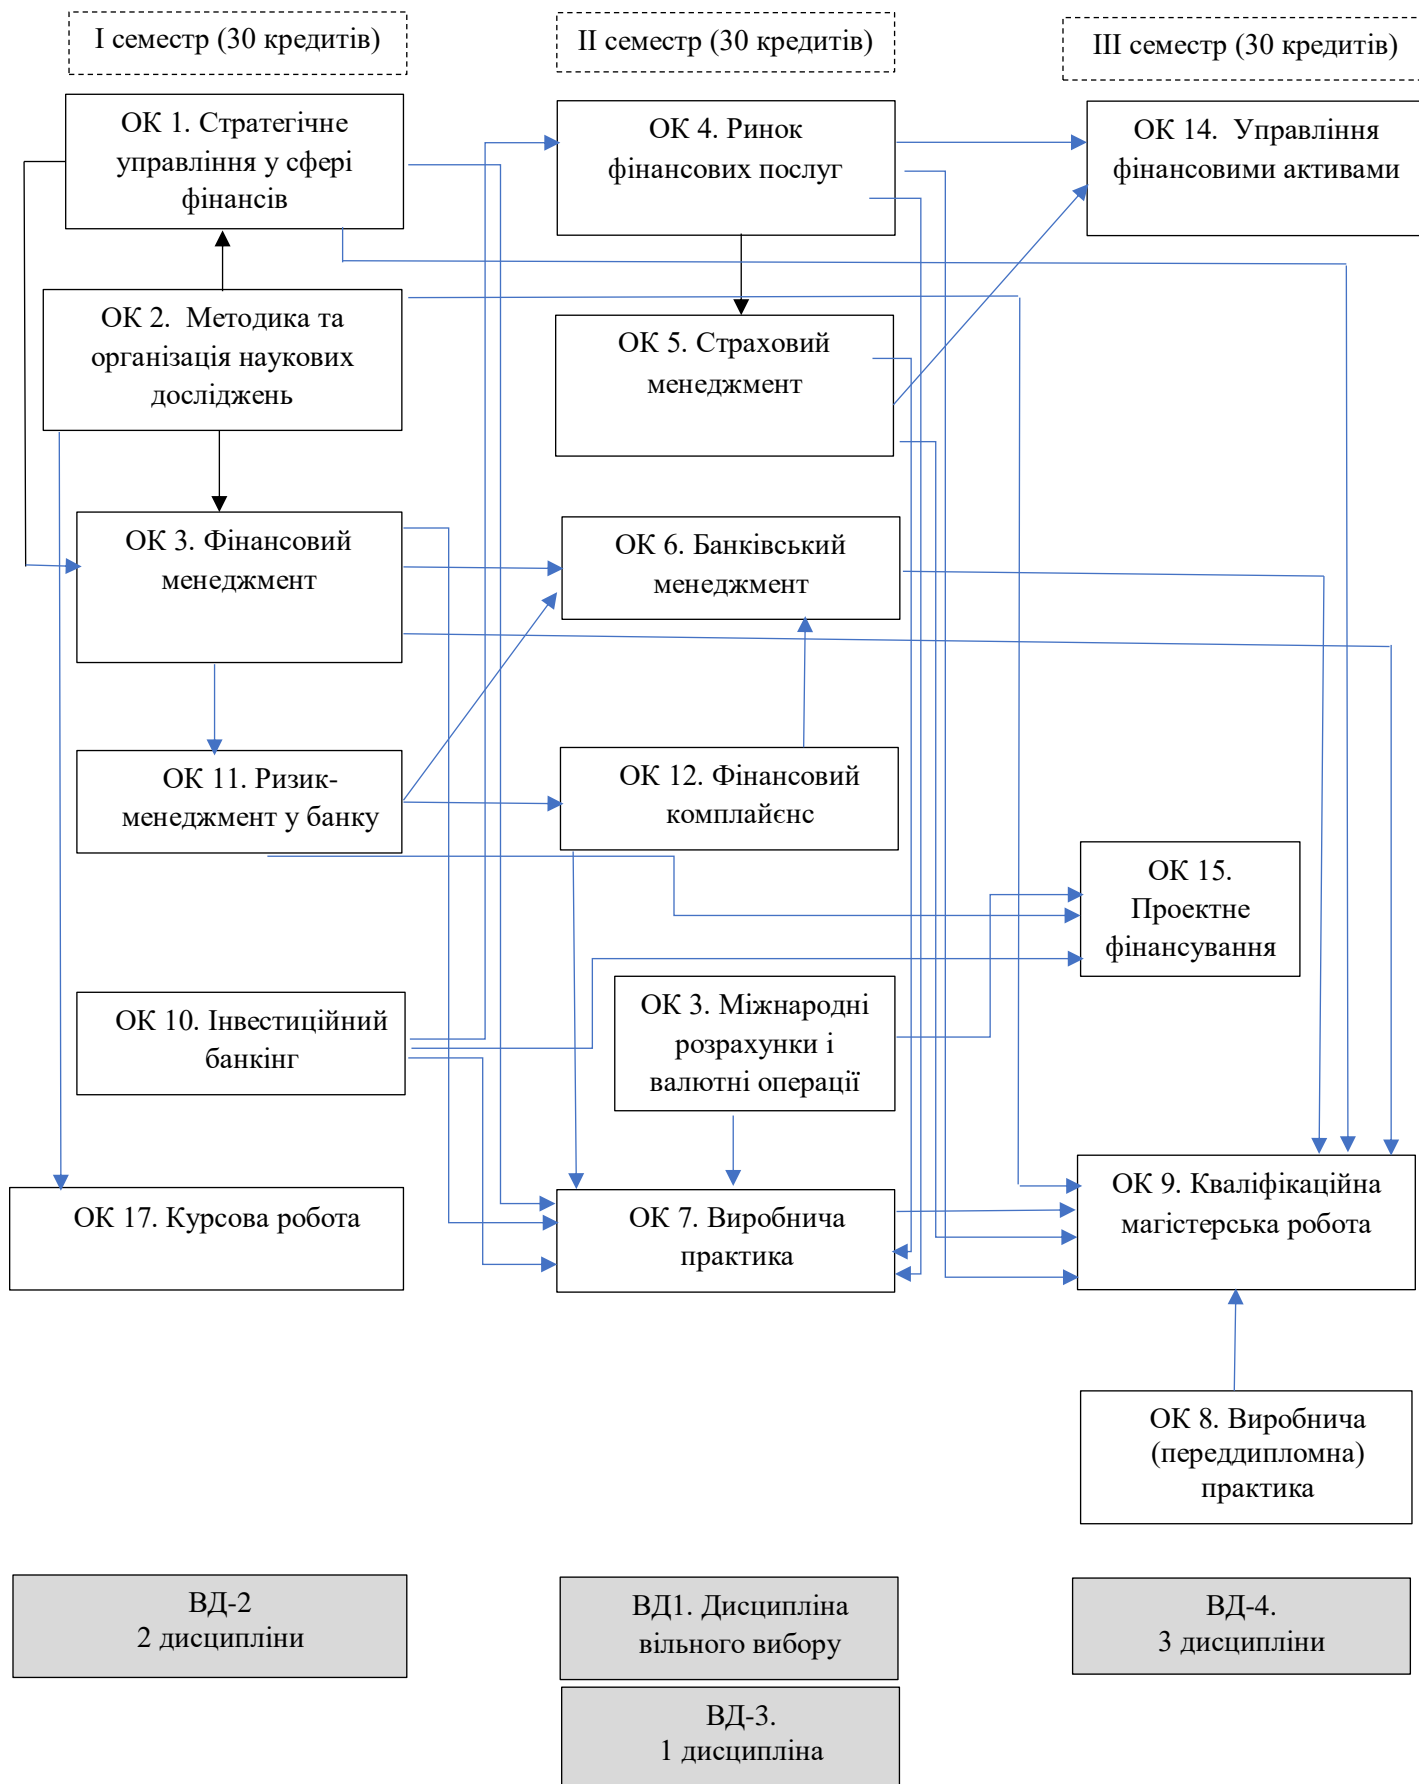 І семестр (30 кредитів)
ІІ семестр (30 кредитів)
ІІІ семестр (30 кредитів)
ОК 1. Стратегічне
управління у сфері
фінансів
ОК 4. Ринок
фінансових послуг
ОК 14. Управління
фінансовими активами
ОК 2. Методика та
організація наукових
досліджень
ОК 5. Страховий
менеджмент
ОК 3. Фінансовий
менеджмент
ОК 6. Банківський
менеджмент
ОК 11. Ризик-
менеджмент у банку
ОК 12. Фінансовий
комплайєнс
ОК 15.
Проектне
фінансування
ОК 10. Інвестиційний
банкінг
ОК 3. Міжнародні
розрахунки і
валютні операції
ОК 17. Курсова робота
ОК 7. Виробнича
практика
ОК 9. Кваліфікаційна
магістерська робота
ОК 8. Виробнича
(переддипломна)
практика
ВД-2
2 дисципліни
ВД1. Дисципліна
вільного вибору
ВД-4.
3 дисципліни
ВД-3.
1 дисципліна